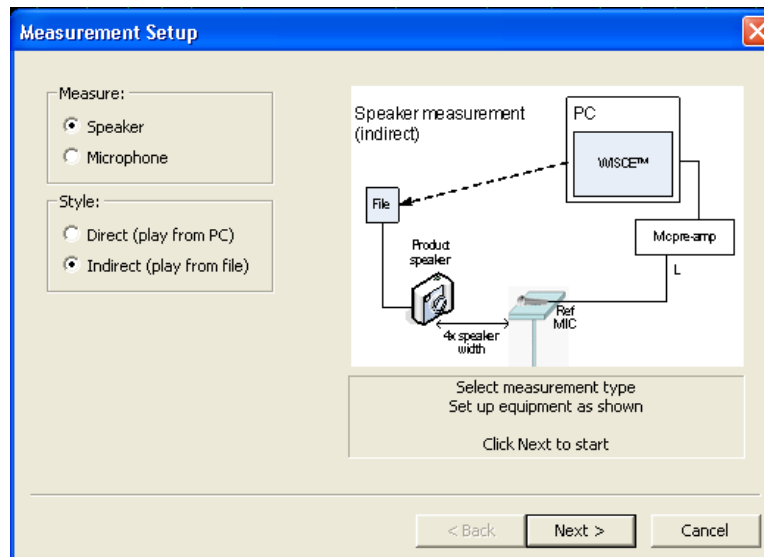 Measurement Setup
Measure:
Speaker
Microphone
Style:
Direct (play from PC)
Indirect (play from file)
Speaker measurement
(indirect)
PC
WISCE™
File
Product
speaker
Mcpre-amp
L
Ref
MIC
4x speaker
width
Select measurement type
Set up equipment as shown
Click Next to start
< Back
Next >
Cancel